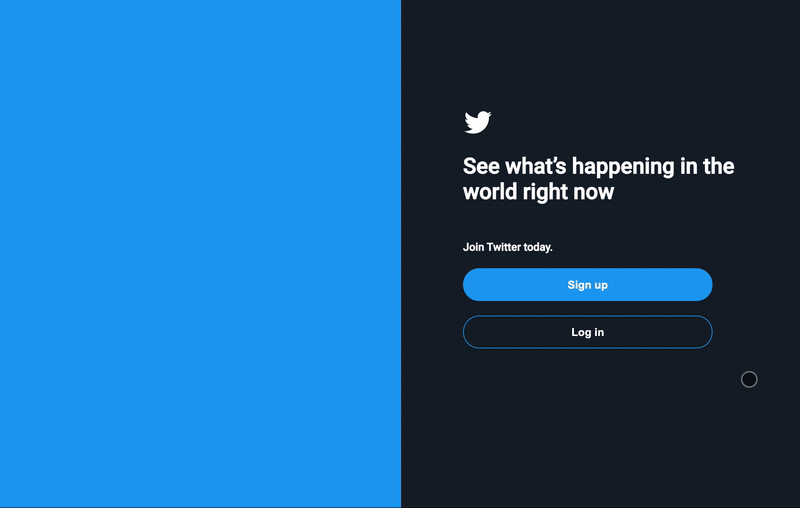 See what’s happening in the
world right now
Join Twitter today.
Sign up
Log in